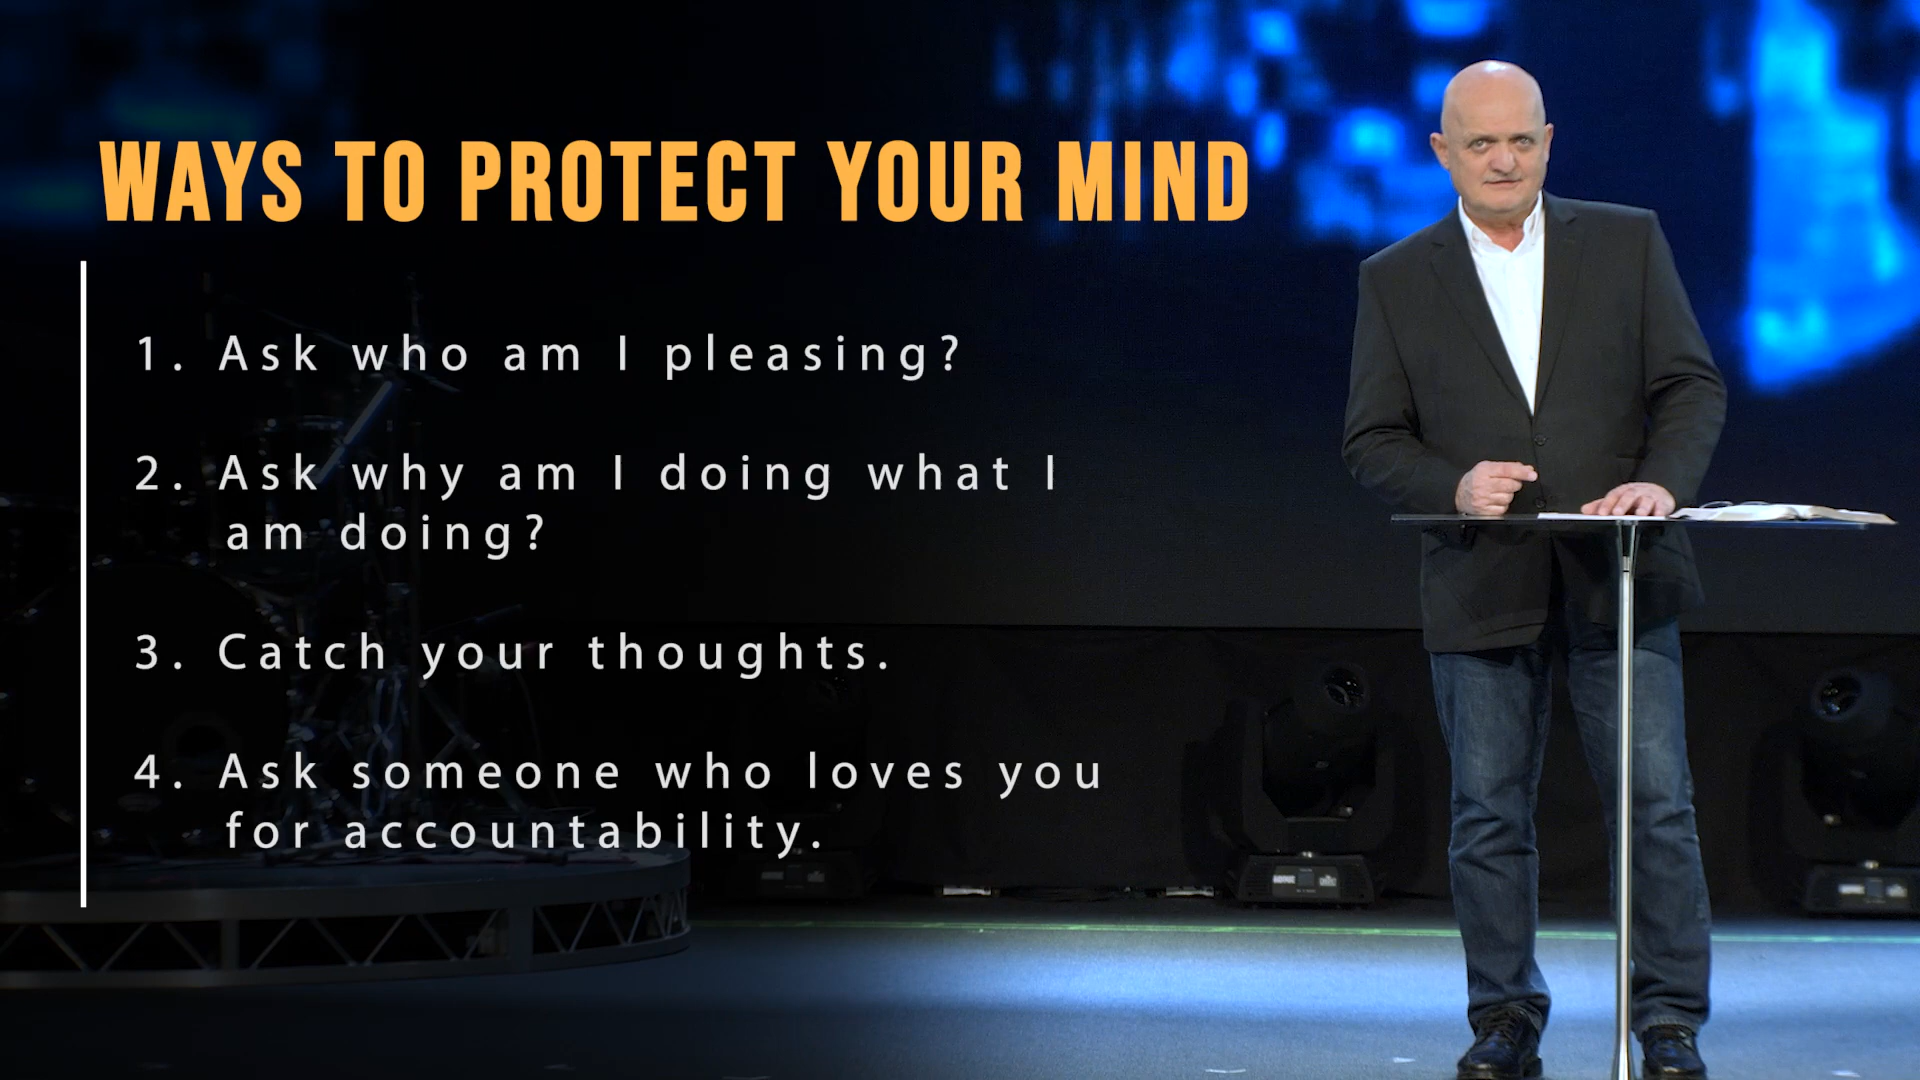 WAYS TO PROTECT YOUR MIND
1. Ask who am I pleasing?
2. Ask why am I doing what I
am doing?
3. Catch your thoughts.
4. Ask someone who loves you
for accountability.